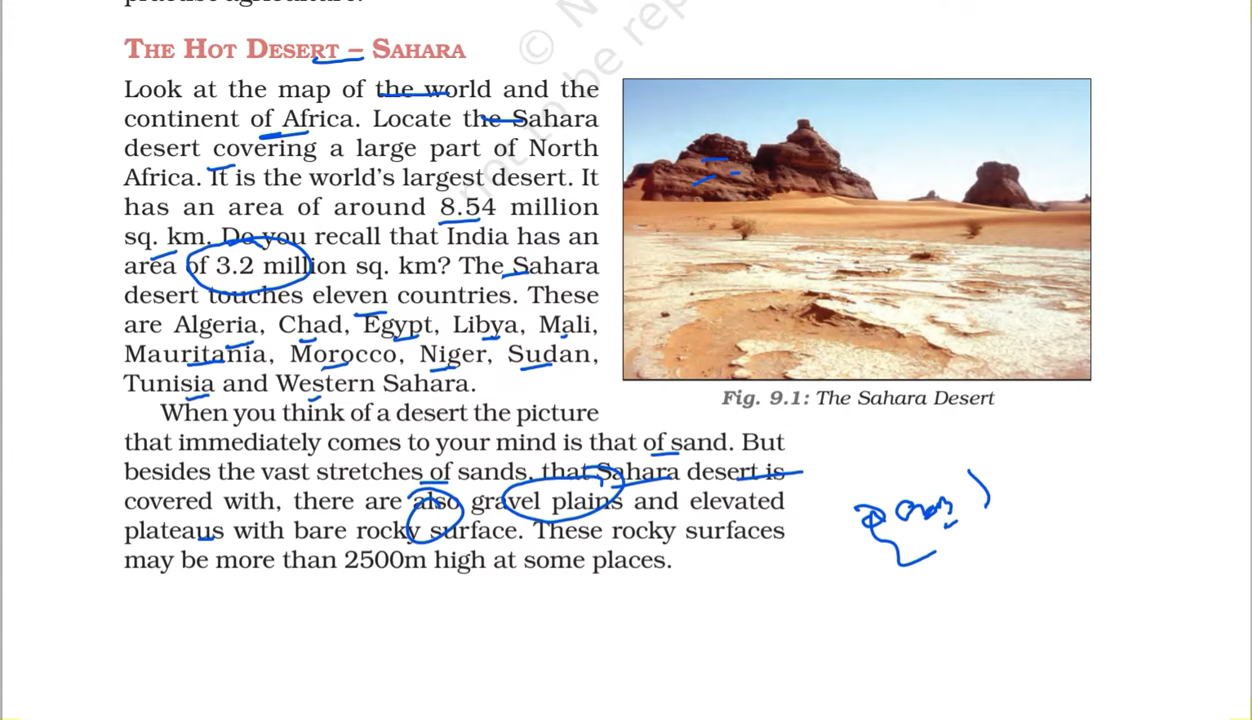 practise agriculture.
THE HOT DESERT – SAHARA
Look at the map of the world and the
continent of Africa. Locate the Sahara
desert covering a large part of North
Africa. It is the world's largest desert. It
has an area of around 8.54 million
sq. km. Do you recall that India has an
area of 3.2 million sq. km? The Sahara
desert touches eleven countries. These
are Algeria, Chad, Egypt, Libya, Mali,
Mauritania, Morocco, Niger, Sudan,
Tunisia and Western Sahara.
When you think of a desert the picture
that immediately comes to your mind is that of sand. But
besides the vast stretches of sands, that Sahara desert is
covered with, there are also gravel plains and elevated
plateaus with bare rocky surface. These rocky surfaces
may be more than 2500m high at some places.
Fig. 9.1: The Sahara Desert
© N
not to be rep